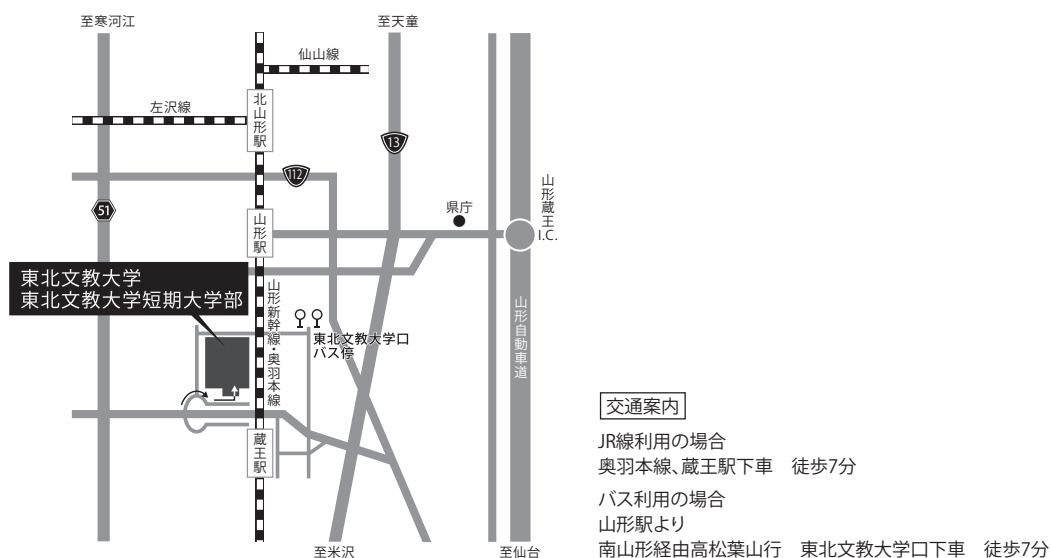 至寒河江
至天童
仙山線
左沢線
北山形駅
13
112
51
山形駅
県庁
山形蔵王I.C.
東北文教大学
東北文教大学短期大学部
山形新幹線・奥羽本線
東北文教大学口
バス停
山形自動車道
蔵王駅
至米沢
至仙台
交通案内
JR線利用の場合
奥羽本線、蔵王駅下車　徒歩7分
バス利用の場合
山形駅より
南山形経由高松葉山行　東北文教大学口下車　徒歩7分